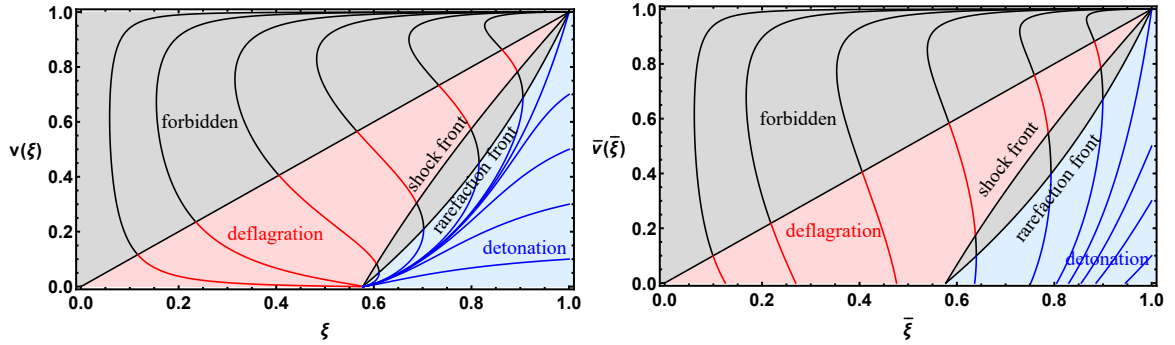 1.0
0.8
0.6
0.4
0.2
0.0
v(ξ)
forbidden
deflagration
shock front
rarefaction front
detonation
0.0 0.2 0.4 0.6 0.8 1.0
ξ
1.0
0.8
0.6
0.4
0.2
0.0
v̄(ξ̄)
forbidden
deflagration
shock front
rarefaction front
detonation
0.0 0.2 0.4 0.6 0.8 1.0
ξ̄